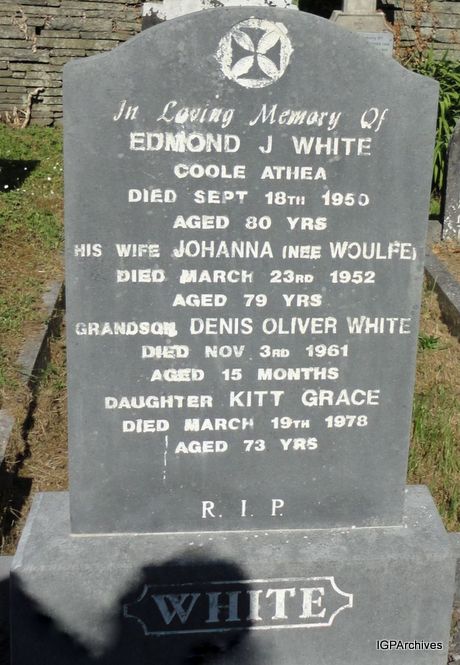 In Loving Memory Of
EDMOND J WHITE
COOLE ATHEA
DIED SEPT 18TH 1950
AGED 80 YRS
HIS WIFE JOHANNA (NEE WOULFE)
DIED MARCH 23RD 1952
AGED 79 YRS
GRANDSON DENIS OLIVER WHITE
DIED NOV 3RD 1961
AGED 15 MONTHS
DAUGHTER KITT GRACE
DIED MARCH 19TH 1978
AGED 73 YRS
R. I. P.
WHITE
IGPArchives